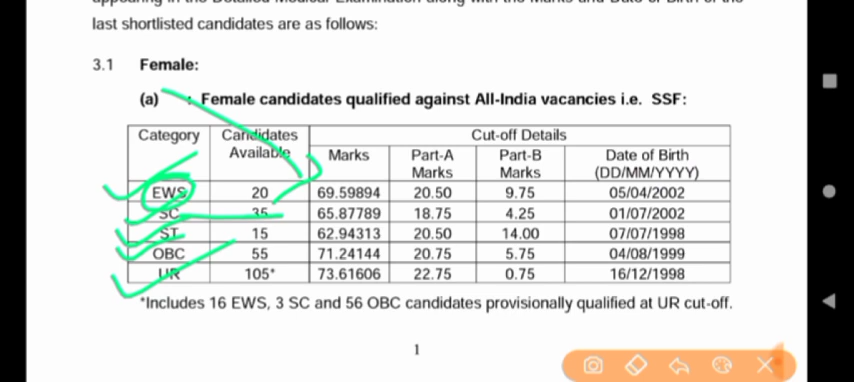 last shortlisted candidates are as follows:
3.1 Female:
(a) Female candidates qualified against All-India vacancies i.e. SSF:
Category Candidates Available Marks Cut-off Details
Part-A Marks Part-B Marks Date of Birth (DD/MM/YYYY)
EWS 20 69.59894 20.50 9.75 05/04/2002
SC 35 65.87789 18.75 4.25 01/07/2002
ST 15 62.94313 20.50 14.00 07/07/1998
OBC 55 71.24144 20.75 5.75 04/08/1999
UR 105* 73.61606 22.75 0.75 16/12/1998
*Includes 16 EWS, 3 SC and 56 OBC candidates provisionally qualified at UR cut-off.
1